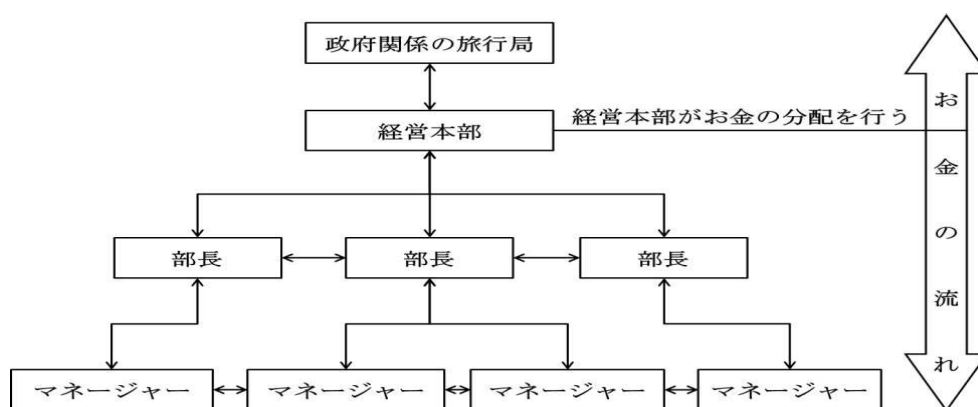 政府関係の旅行局
経営本部
経営本部がお金の分配を行う
部長
部長
部長
マネージャー
マネージャー
マネージャー
マネージャー
お金の流れ